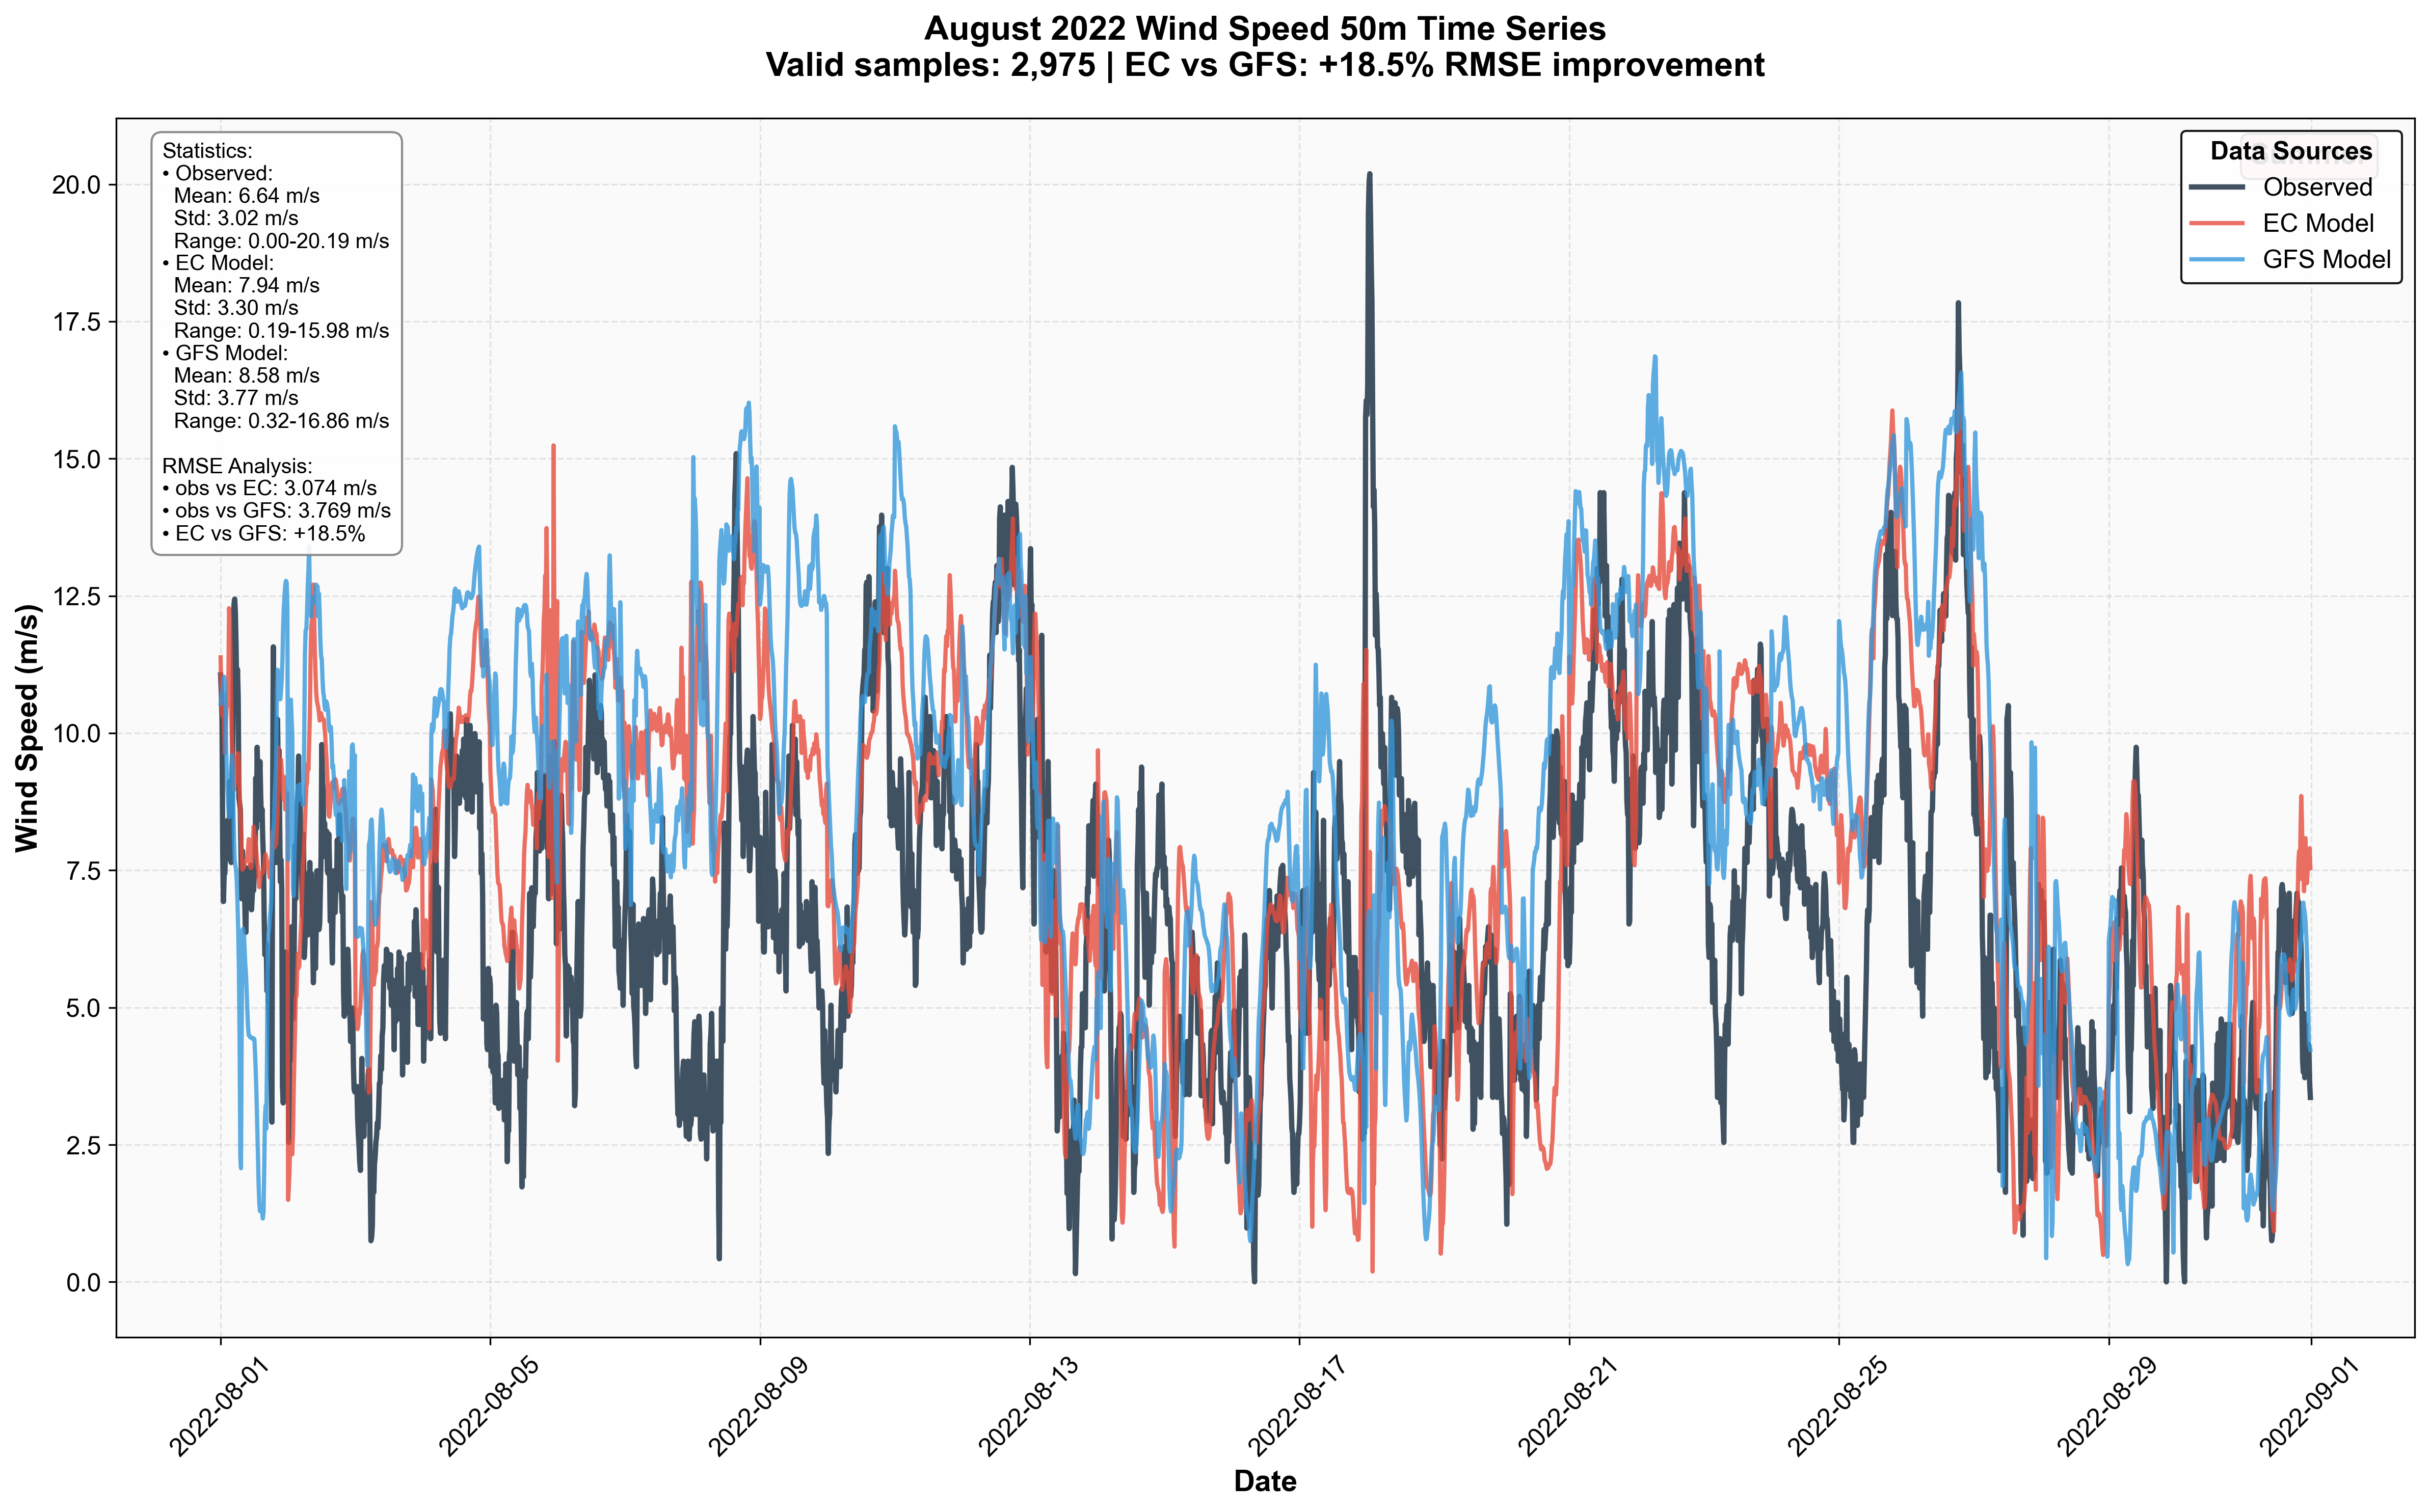 August 2022 Wind Speed 50m Time Series
Valid samples: 2,975 | EC vs GFS: +18.5% RMSE improvement
Statistics:
• Observed:
Mean: 6.64 m/s
Std: 3.02 m/s
Range: 0.00-20.19 m/s
• EC Model:
Mean: 7.94 m/s
Std: 3.30 m/s
Range: 0.19-15.98 m/s
• GFS Model:
Mean: 8.58 m/s
Std: 3.77 m/s
Range: 0.32-16.86 m/s
RMSE Analysis:
• obs vs EC: 3.074 m/s
• obs vs GFS: 3.769 m/s
• EC vs GFS: +18.5%
Data Sources
Observed
EC Model
GFS Model
Wind Speed (m/s)
20.0
17.5
15.0
12.5
10.0
7.5
5.0
2.5
0.0
2022-08-01
2022-08-05
2022-08-09
2022-08-13
2022-08-17
2022-08-21
2022-08-25
2022-08-29
2022-09-01
Date